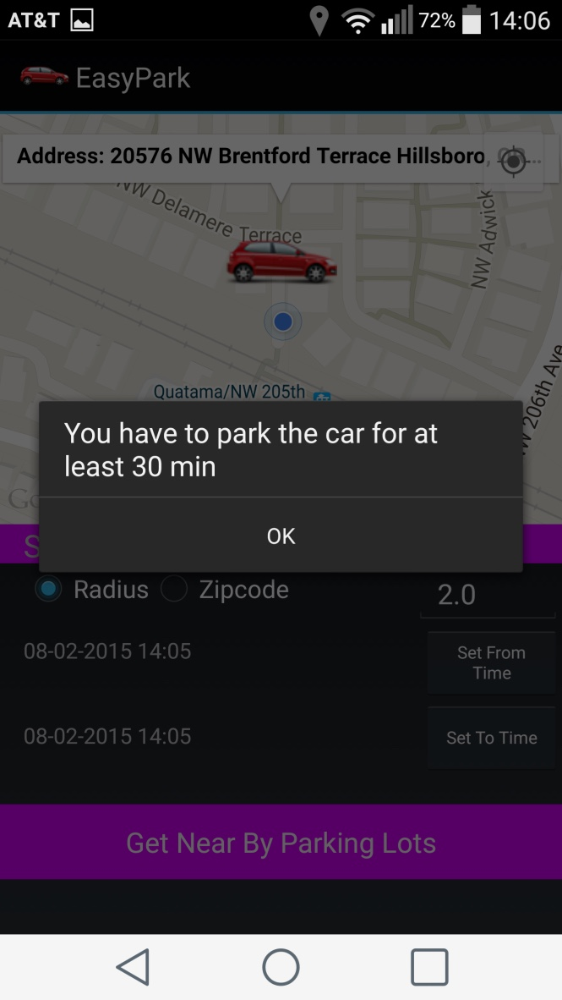 AT&T 72% 14:06
EasyPark
Address: 20576 NW Brentford Terrace Hillsboro,
NW Delamere Terrace
NW Adwick
NW 206th Ave
Quatama/NW 205th
You have to park the car for at
least 30 min
OK
Radius Zipcode 2.0
08-02-2015 14:05 Set From
Time
08-02-2015 14:05 Set To Time
Get Near By Parking Lots